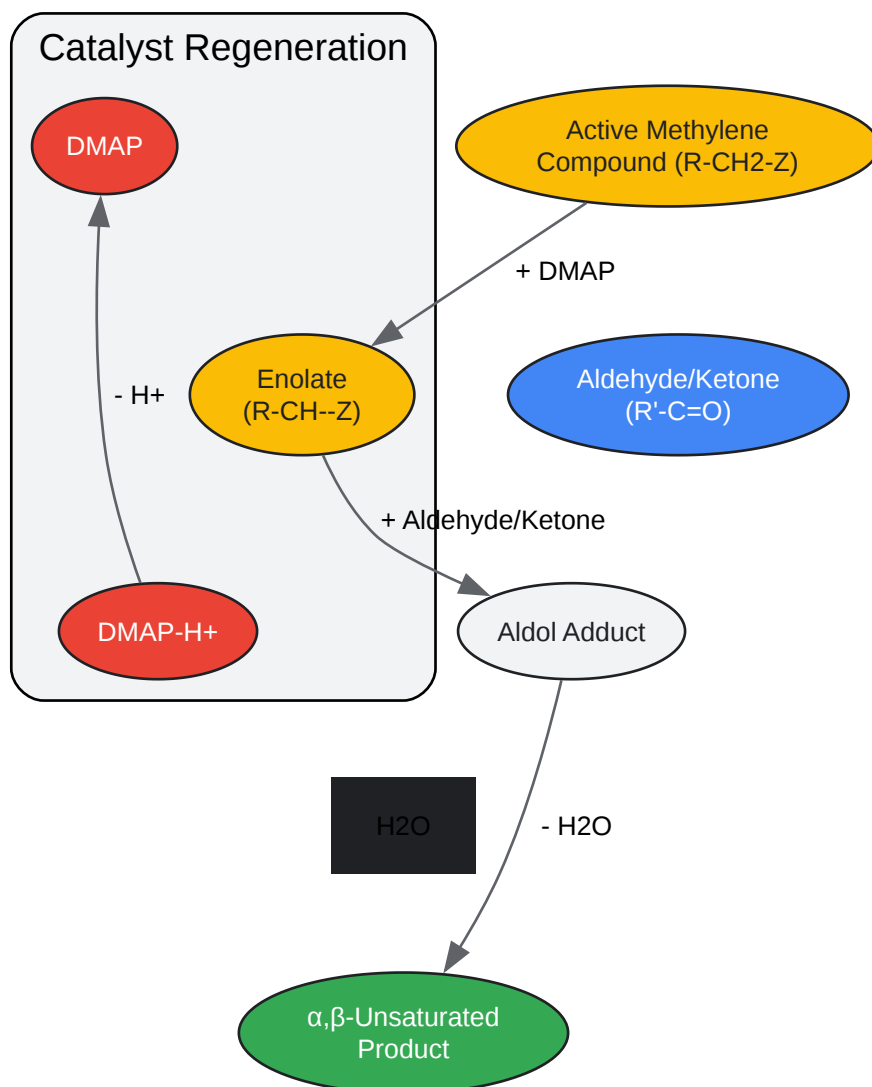 Catalyst Regeneration
DMAP
Active Methylene
Compound (R-CH2-Z)
+ DMAP
- H+
Enolate
(R-CH--Z)
Aldehyde/Ketone
(R'-C=O)
+ Aldehyde/Ketone
DMAP-H+
Aldol Adduct
H2O
- H2O
α,β-Unsaturated
Product